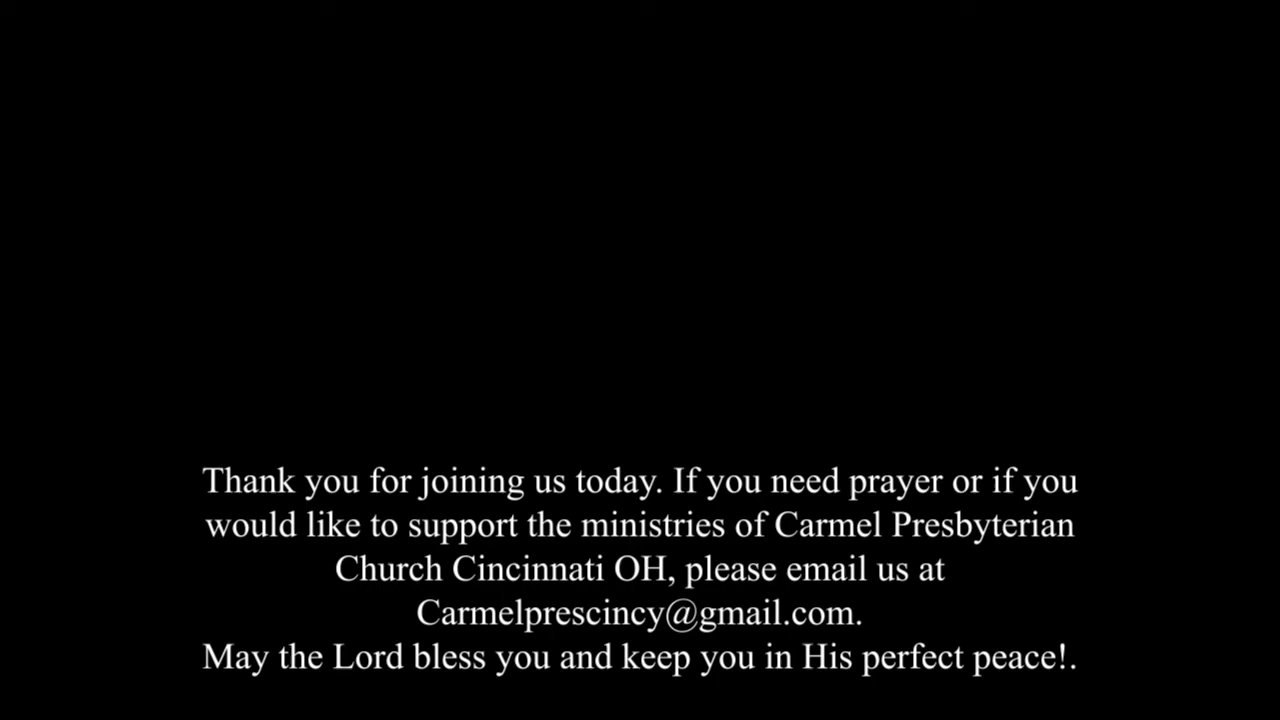 Thank you for joining us today. If you need prayer or if you
would like to support the ministries of Carmel Presbyterian
Church Cincinnati OH, please email us at
Carmelprescincy@gmail.com.
May the Lord bless you and keep you in His perfect peace!.